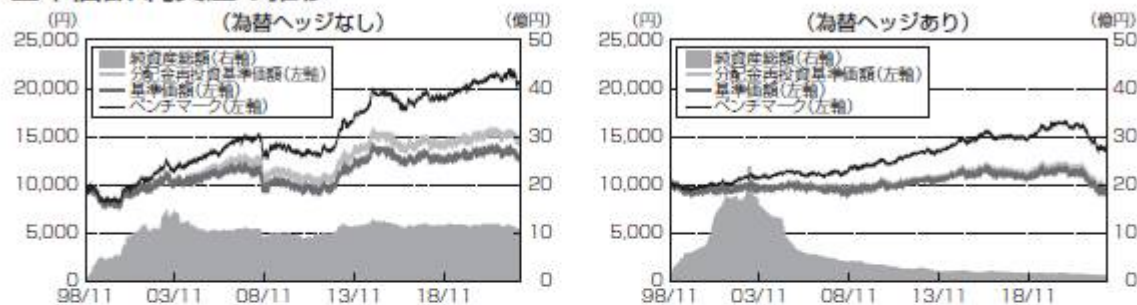 (円)
(為替ヘッジなし)
(億円)
25,000
50
純資産総額(右軸)
分配金再投資基準価額(左軸)
基準価額(左軸)
ベンチマーク(左軸)
20,000
40
15,000
30
10,000
20
5,000
10
0
0
98/11
03/11
08/11
13/11
18/11
(円)
(為替ヘッジあり)
(億円)
25,000
50
純資産総額(右軸)
分配金再投資基準価額(左軸)
基準価額(左軸)
ベンチマーク(左軸)
20,000
40
15,000
30
10,000
20
5,000
10
0
0
98/11
03/11
08/11
13/11
18/11